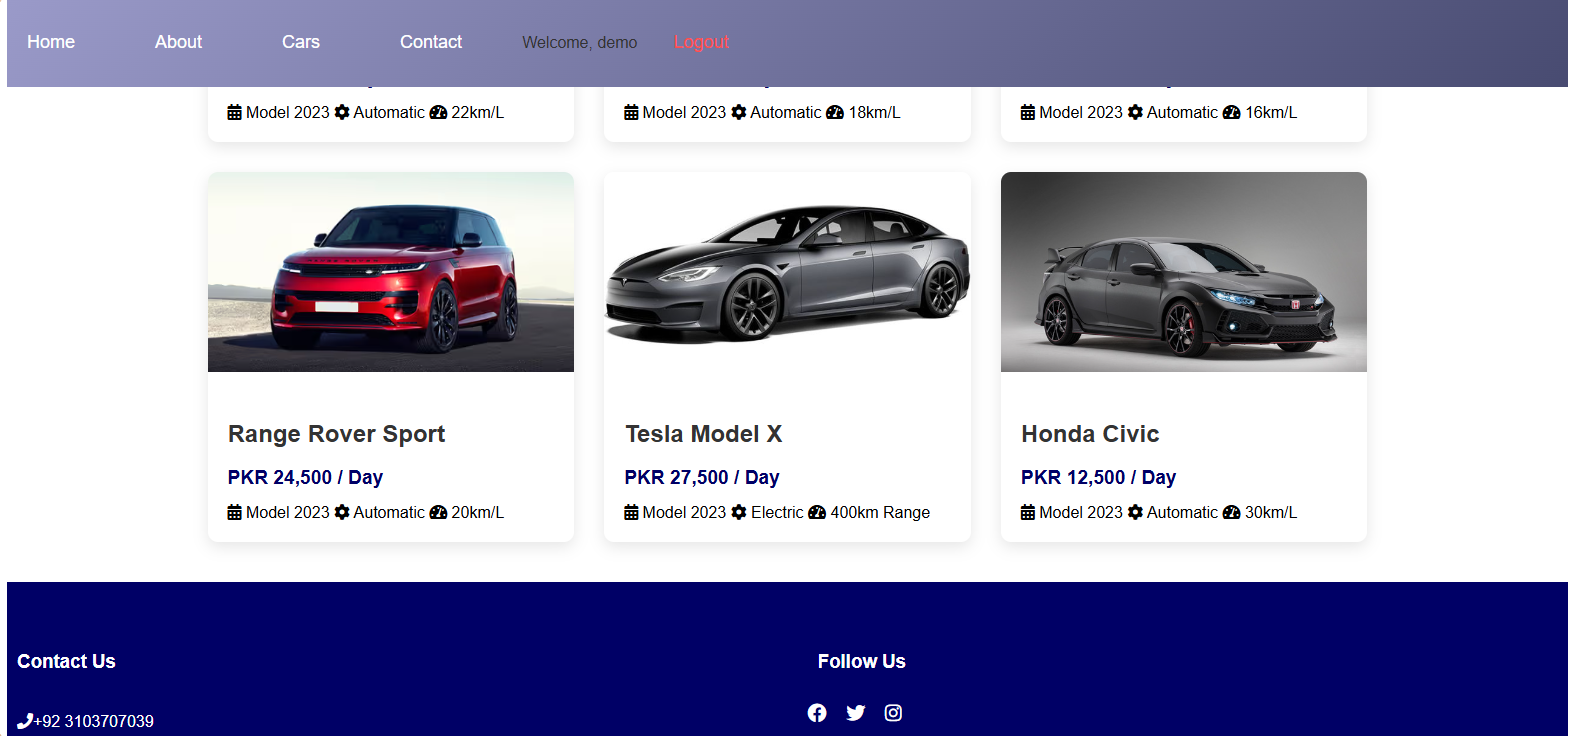 Home About Cars Contact Welcome, demo Logout
Model 2023 Automatic 22km/L
Model 2023 Automatic 18km/L
Model 2023 Automatic 16km/L
Range Rover Sport
PKR 24,500 / Day
Model 2023 Automatic 20km/L
Tesla Model X
PKR 27,500 / Day
Model 2023 Electric 400km Range
Honda Civic
PKR 12,500 / Day
Model 2023 Automatic 30km/L
Contact Us
+92 3103707039
Follow Us